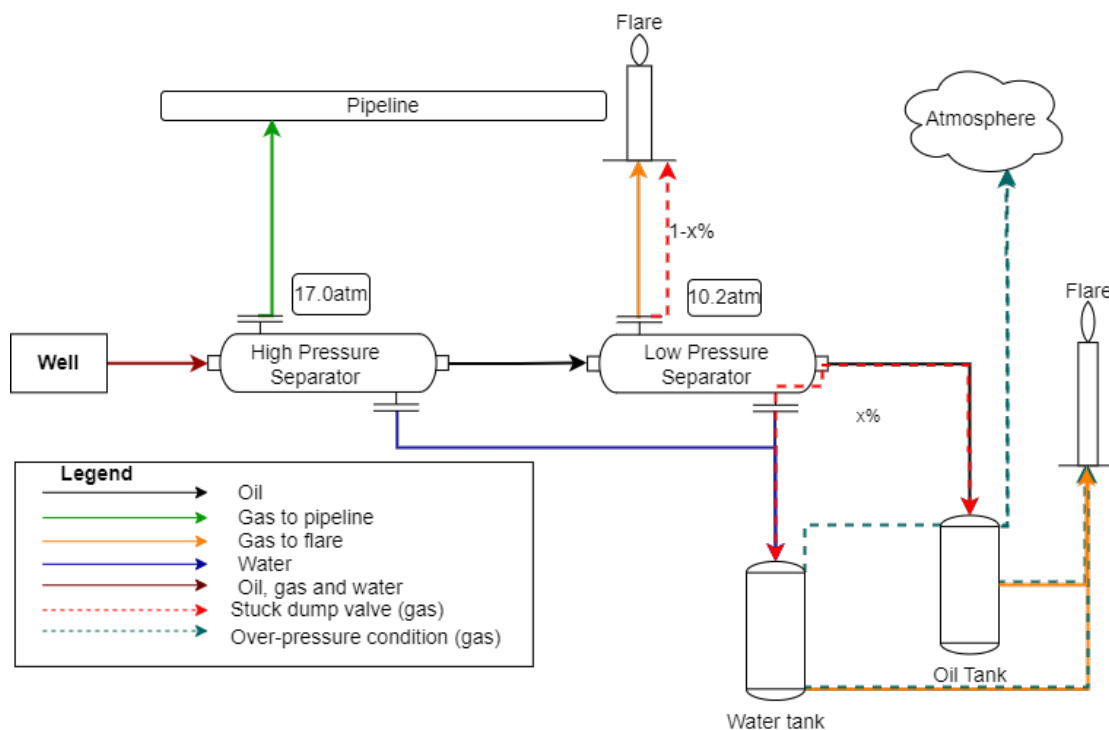 Flare
Pipeline
Atmosphere
1-x%
17.0atm
10.2atm
Flare
Well
High Pressure
Separator
Low Pressure
Separator
x%
Legend
Oil
Gas to pipeline
Gas to flare
Water
Oil, gas and water
Stuck dump valve (gas)
Over-pressure condition (gas)
Oil Tank
Water tank